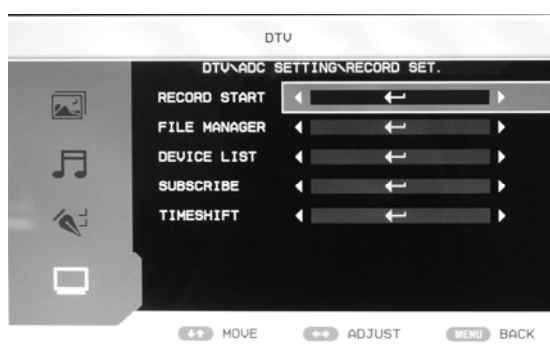 DTV
DTV\ADC SETTING\RECORD SET.
RECORD START
FILE MANAGER
DEVICE LIST
SUBSCRIBE
TIMESHIFT
MOVE ADJUST MENU BACK